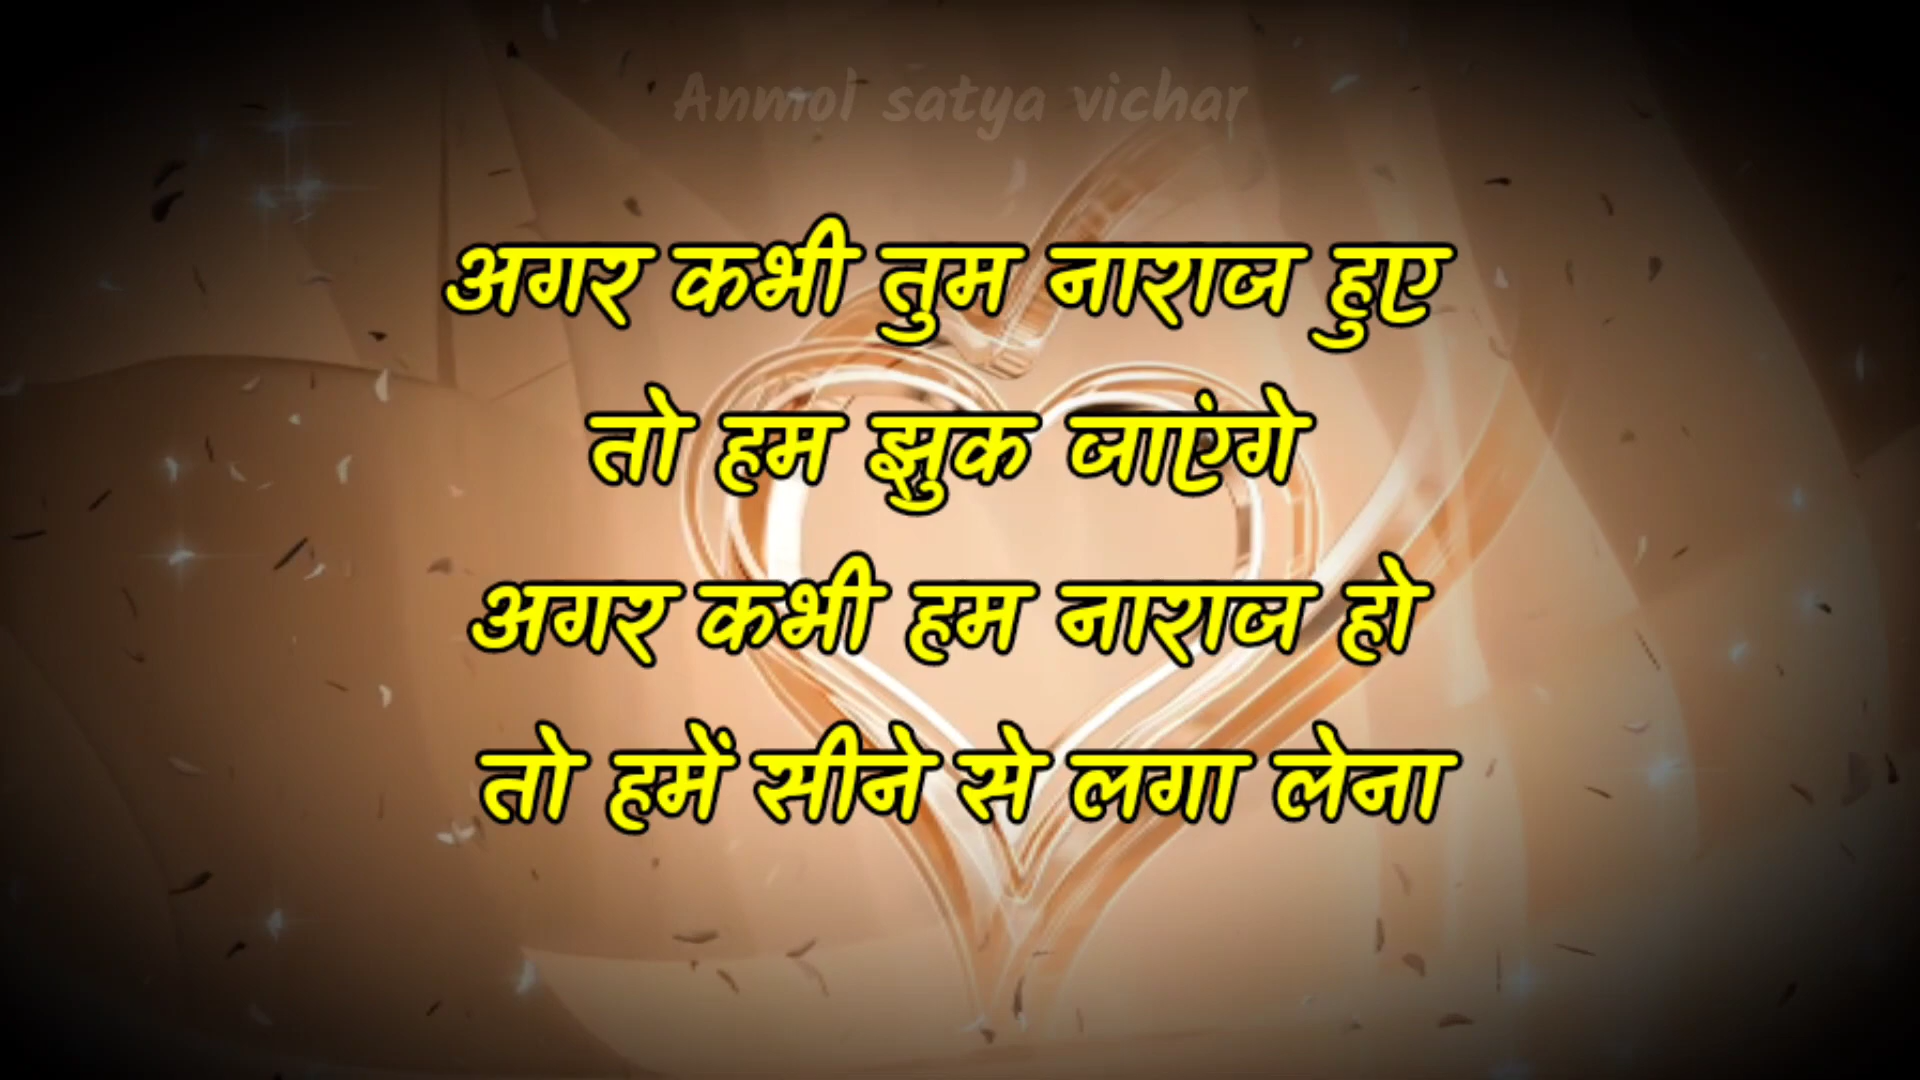 Anmol satya vichar
अगर कभी तुम नाराज हुए
तो हम झुक जाएंगे
अगर कभी हम नाराज हो
तो हमें सीने से लगा लेना